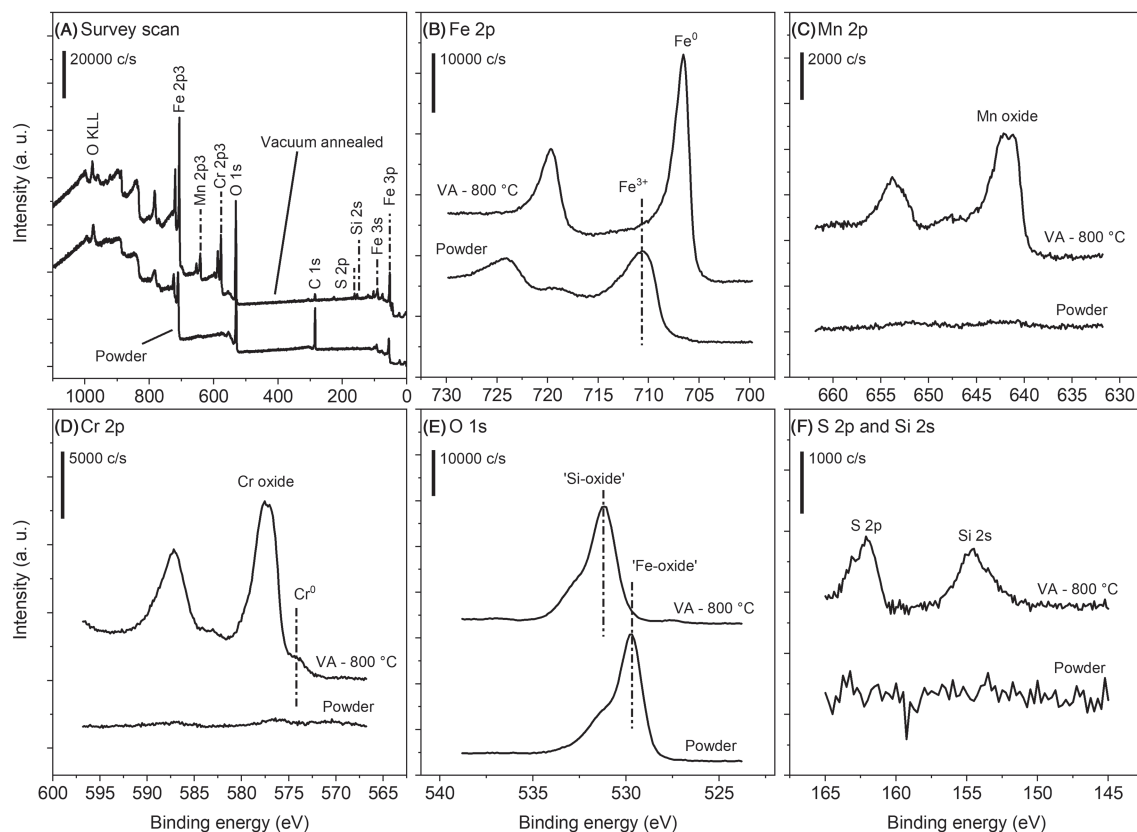 (A) Survey scan
20000 c/s
O KLL
Fe 2p3
Mn 2p3
Cr 2p3
O 1s
Vacuum annealed
C 1s
S 2p
Si 2s
Fe 3s
Fe 3p
Powder
Intensity (a. u.)
1000 800 600 400 200 0
(B) Fe 2p
10000 c/s
Fe⁰
Fe³⁺
VA - 800 °C
Powder
730 725 720 715 710 705 700
(C) Mn 2p
2000 c/s
Mn oxide
VA - 800 °C
Powder
660 655 650 645 640 635 630
(D) Cr 2p
5000 c/s
Cr oxide
Cr⁰
VA - 800 °C
Powder
Intensity (a. u.)
600 595 590 585 580 575 570 565
Binding energy (eV)
(E) O 1s
10000 c/s
'Si-oxide'
'Fe-oxide'
VA - 800 °C
Powder
540 535 530 525
Binding energy (eV)
(F) S 2p and Si 2s
1000 c/s
S 2p
Si 2s
VA - 800 °C
Powder
165 160 155 150 145
Binding energy (eV)